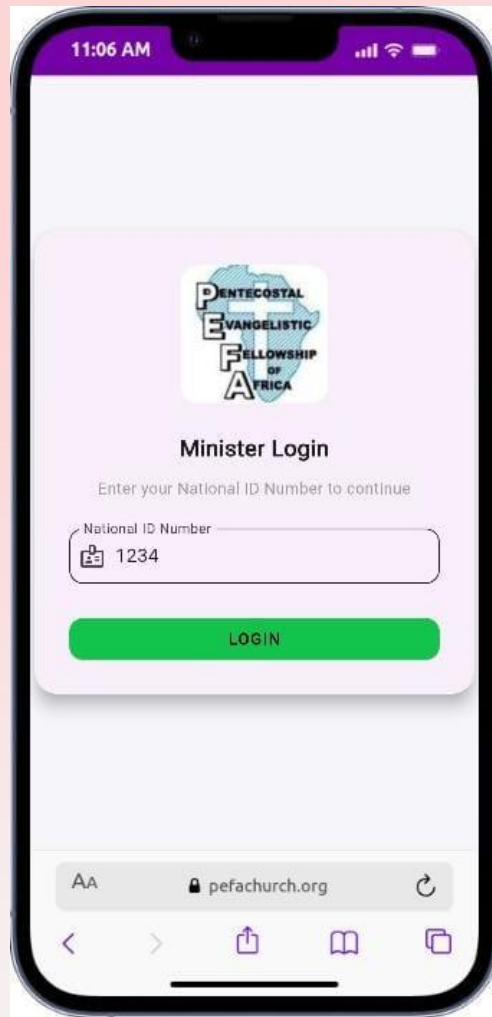 11:06 AM
PENTECOSTAL
EVANGELISTIC
FELLOWSHIP
OF
AFRICA
Minister Login
Enter your National ID Number to continue
National ID Number
1234
LOGIN
AA
pefachurch.org